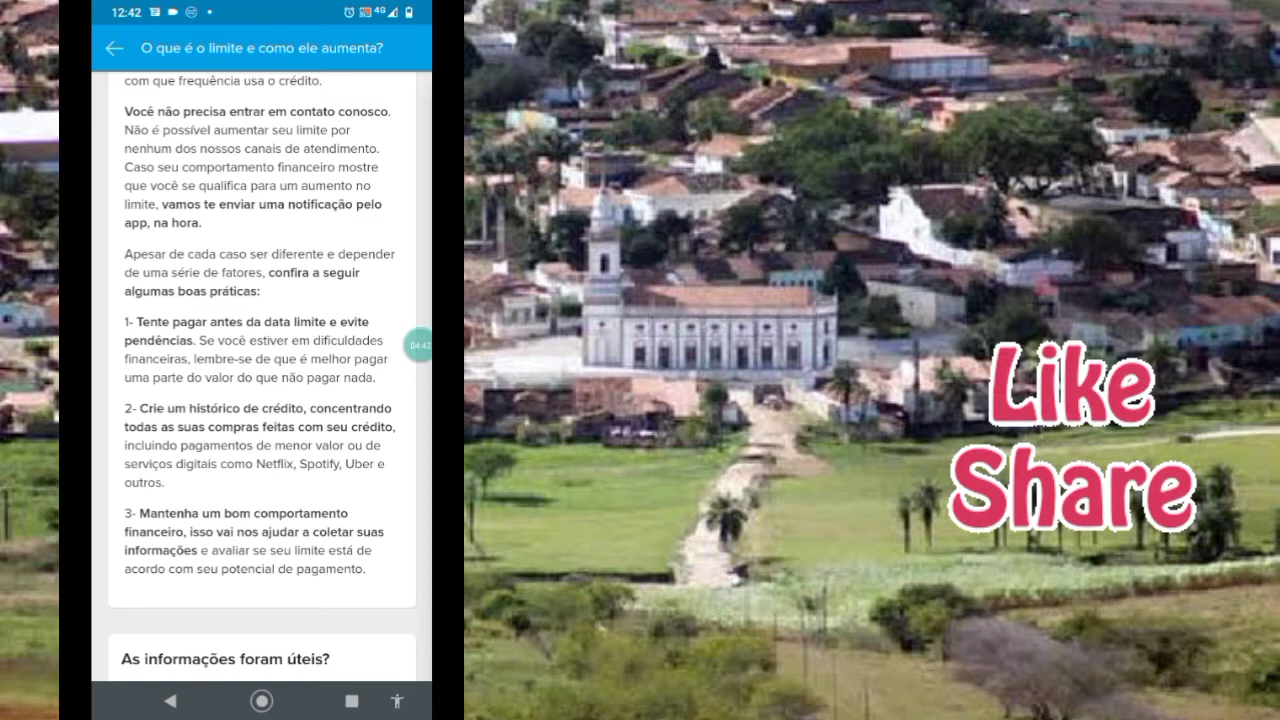 12:42
4G
O que é o limite e como ele aumenta?
com que frequência usa o crédito.
Você não precisa entrar em contato conosco.
Não é possível aumentar seu limite por
nenhum dos nossos canais de atendimento.
Caso seu comportamento financeiro mostre
que você se qualifica para um aumento no
limite, vamos te enviar uma notificação pelo
app, na hora.
Apesar de cada caso ser diferente e depender
de uma série de fatores, confira a seguir
algumas boas práticas:
1- Tente pagar antes da data limite e evite
pendências. Se você estiver em dificuldades
financeiras, lembre-se de que é melhor pagar
uma parte do valor do que não pagar nada.
04:42
2- Crie um histórico de crédito, concentrando
todas as suas compras feitas com seu crédito,
incluindo pagamentos de menor valor ou de
serviços digitais como Netflix, Spotify, Uber e
outros.
3- Mantenha um bom comportamento
financeiro, isso vai nos ajudar a coletar suas
informações e avaliar se seu limite está de
acordo com seu potencial de pagamento.
As informações foram úteis?
Like
Share